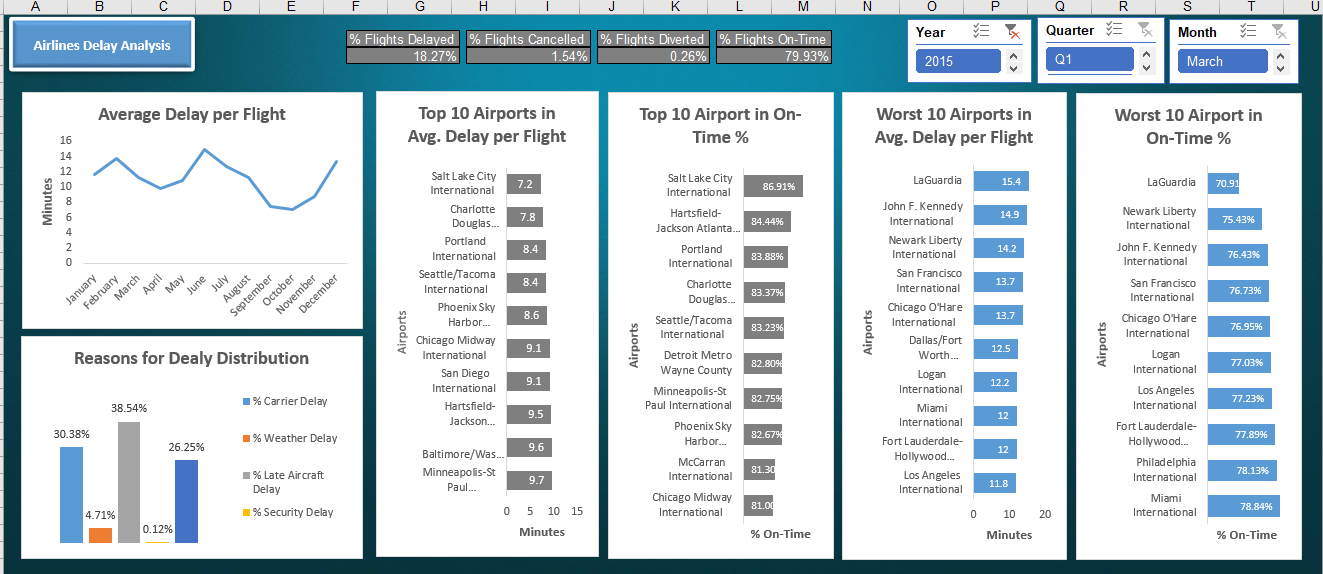 A B C D E F G H I J K L M N O P Q R S T U
Airlines Delay Analysis
% Flights Delayed
18.27%
% Flights Cancelled
1.54%
% Flights Diverted
0.26%
% Flights On-Time
79.93%
Year
2015
Quarter
Q1
Month
March
Average Delay per Flight
Minutes
16
14
12
10
8
6
4
2
0
January
February
March
April
May
June
July
August
September
October
November
December
Reasons for Dealy Distribution
30.38%
4.71%
38.54%
0.12%
26.25%
% Carrier Delay
% Weather Delay
% Late Aircraft
Delay
% Security Delay
Top 10 Airports in
Avg. Delay per Flight
Airports
Salt Lake City
International
7.2
Charlotte
Douglas...
7.8
Portland
International
8.4
Seattle/Tacoma
International
8.4
Phoenix Sky
Harbor...
8.6
Chicago Midway
International
9.1
San Diego
International
9.1
Hartsfield-
Jackson...
9.5
Baltimore/Was...
9.6
Minneapolis-St
Paul...
9.7
0 5 10 15
Minutes
Top 10 Airport in On-
Time %
Airports
Salt Lake City
International
86.91%
Hartsfield-
Jackson Atlanta...
84.44%
Portland
International
83.88%
Charlotte
Douglas...
83.37%
Seattle/Tacoma
International
83.23%
Detroit Metro
Wayne County
82.80%
Minneapolis-St
Paul International
82.75%
Phoenix Sky
Harbor...
82.67%
McCarran
International
81.30
Chicago Midway
International
81.00
% On-Time
Worst 10 Airports in
Avg. Delay per Flight
Airports
LaGuardia
15.4
John F. Kennedy
International
14.9
Newark Liberty
International
14.2
San Francisco
International
13.7
Chicago O'Hare
International
13.7
Dallas/Fort
Worth...
12.5
Logan
International
12.2
Miami
International
12
Fort Lauderdale-
Hollywood...
12
Los Angeles
International
11.8
0 10 20
Minutes
Worst 10 Airport in
On-Time %
Airports
LaGuardia
70.91
Newark Liberty
International
75.43%
John F. Kennedy
International
76.43%
San Francisco
International
76.73%
Chicago O'Hare
International
76.95%
Logan
International
77.03%
Los Angeles
International
77.23%
Fort Lauderdale-
Hollywood...
77.89%
Philadelphia
International
78.13%
Miami
International
78.84%
% On-Time